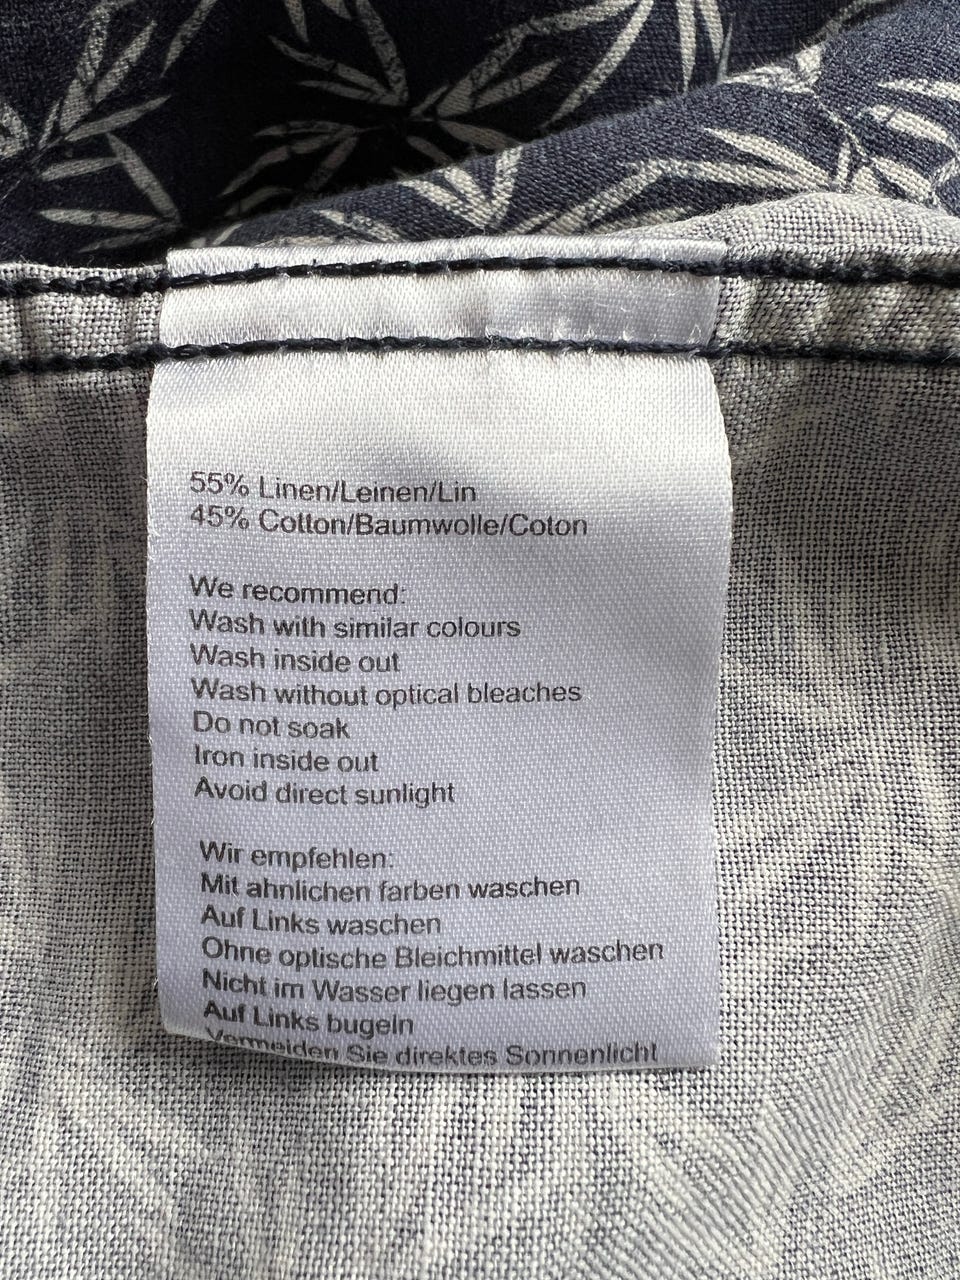 55% Linen/Leinen/Lin
45% Cotton/Baumwolle/Coton
We recommend:
Wash with similar colours
Wash inside out
Wash without optical bleaches
Do not soak
Iron inside out
Avoid direct sunlight
Wir empfehlen:
Mit ahnlichen farben waschen
Auf Links waschen
Ohne optische Bleichmittel waschen
Nicht im Wasser liegen lassen
Auf Links bugeln
Vermeiden Sie direktes Sonnenlicht